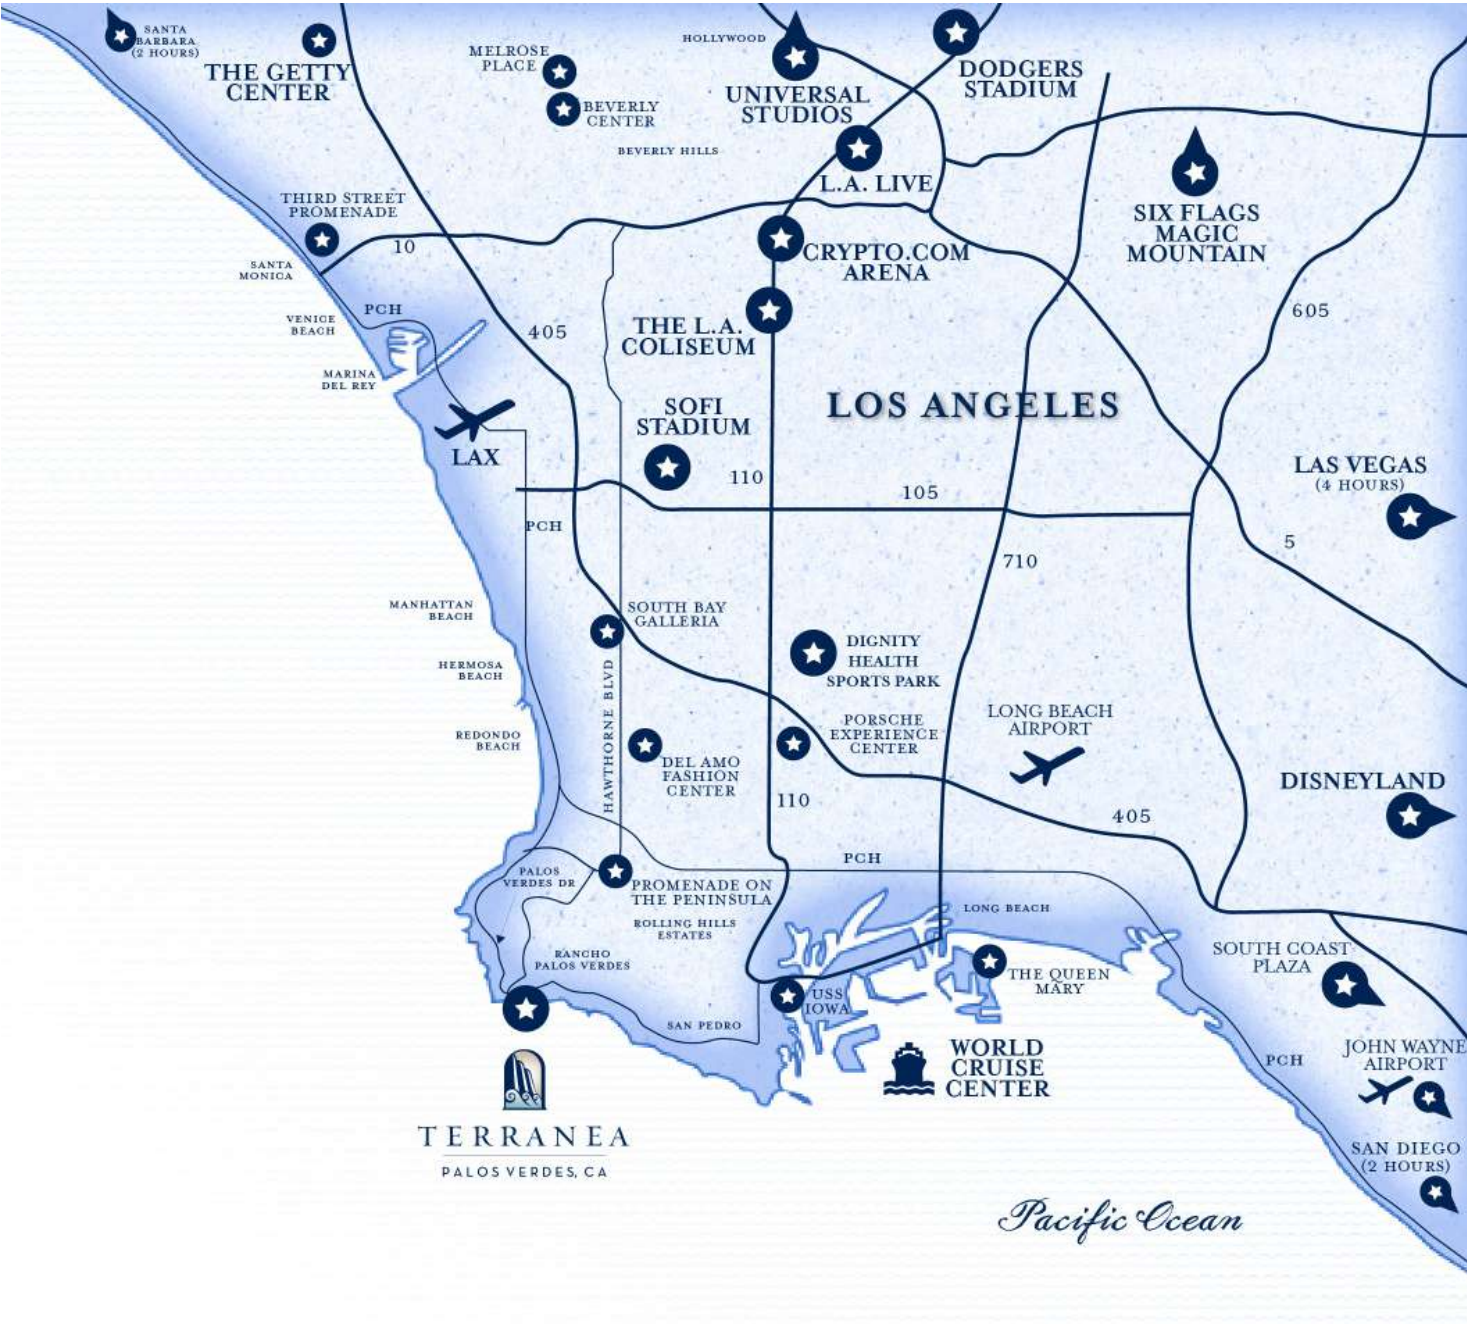 SANTA
BARBARA
(2 HOURS)
THE GETTY
CENTER
MELROSE
PLACE
BEVERLY
CENTER
BEVERLY HILLS
HOLLYWOOD
UNIVERSAL
STUDIOS
DODGERS
STADIUM
L.A. LIVE
SIX FLAGS
MAGIC
MOUNTAIN
THIRD STREET
PROMENADE
10
SANTA
MONICA
CRYPTO.COM
ARENA
PCH
VENICE
BEACH
405
THE L.A.
COLISEUM
605
MARINA
DEL REY
LOS ANGELES
SOFI
STADIUM
LAX
110
105
LAS VEGAS
(4 HOURS)
PCH
5
710
MANHATTAN
BEACH
SOUTH BAY
GALLERIA
DIGNITY
HEALTH
SPORTS PARK
HERMOSA
BEACH
HAWTHORNE BLVD
REDONDO
BEACH
PORSCHE
EXPERIENCE
CENTER
LONG BEACH
AIRPORT
DEL AMO
FASHION
CENTER
110
405
DISNEYLAND
PCH
PALOS
VERDES DR
PROMENADE ON
THE PENINSULA
ROLLING HILLS
ESTATES
LONG BEACH
RANCHO
PALOS VERDES
SOUTH COAST
PLAZA
THE QUEEN
MARY
USS
IOWA
SAN PEDRO
WORLD
CRUISE
CENTER
PCH
JOHN WAYNE
AIRPORT
TERRANEA
PALOS VERDES, CA
SAN DIEGO
(2 HOURS)
Pacific Ocean